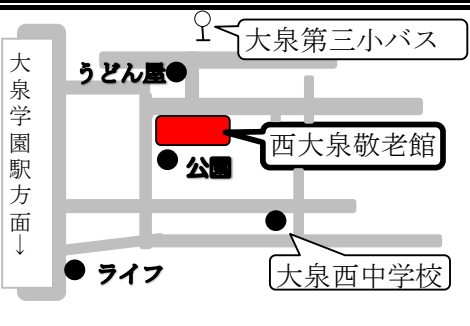 大泉第三小バス
うどん屋
大泉学園駅方面↓
西大泉敬老館
公園
大泉西中学校
ライフ